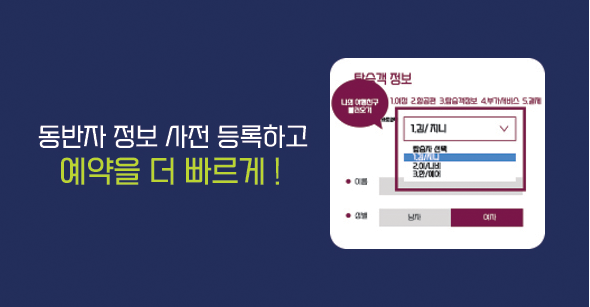 동반자 정보 사전 등록하고
예약을 더 빠르게 !
탑승객 정보
나의 여행친구
불러오기
1.여정 2.항공편 3.탑승객정보 4.부가서비스 5.결제
1.김/지니
탑승자 선택
1.김/지니
2.이/나비
3.한/에어
이름
성별
남자
여자